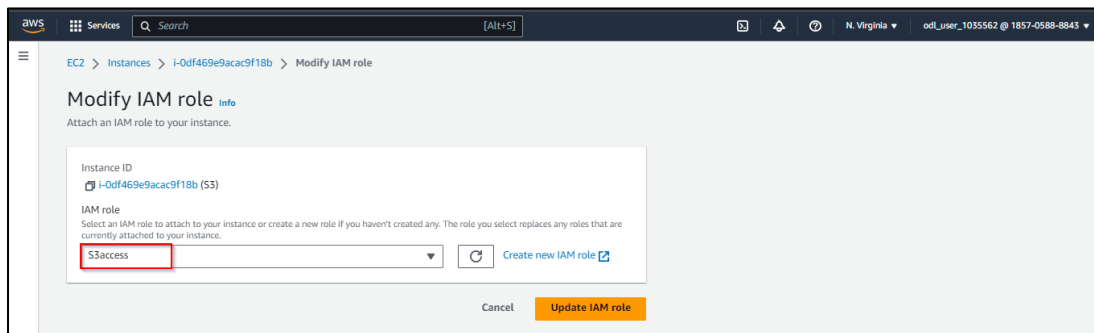 aws Services Search [Alt+S] N. Virginia ▼ odl_user_1035562 @ 1857-0588-8843 ▼
EC2 > Instances > i-0df469e9acac9f18b > Modify IAM role
Modify IAM role Info
Attach an IAM role to your instance.
Instance ID
i-0df469e9acac9f18b (S3)
IAM role
Select an IAM role to attach to your instance or create a new role if you haven't created any. The role you select replaces any roles that are
currently attached to your instance.
S3access ▼ Create new IAM role
Cancel Update IAM role